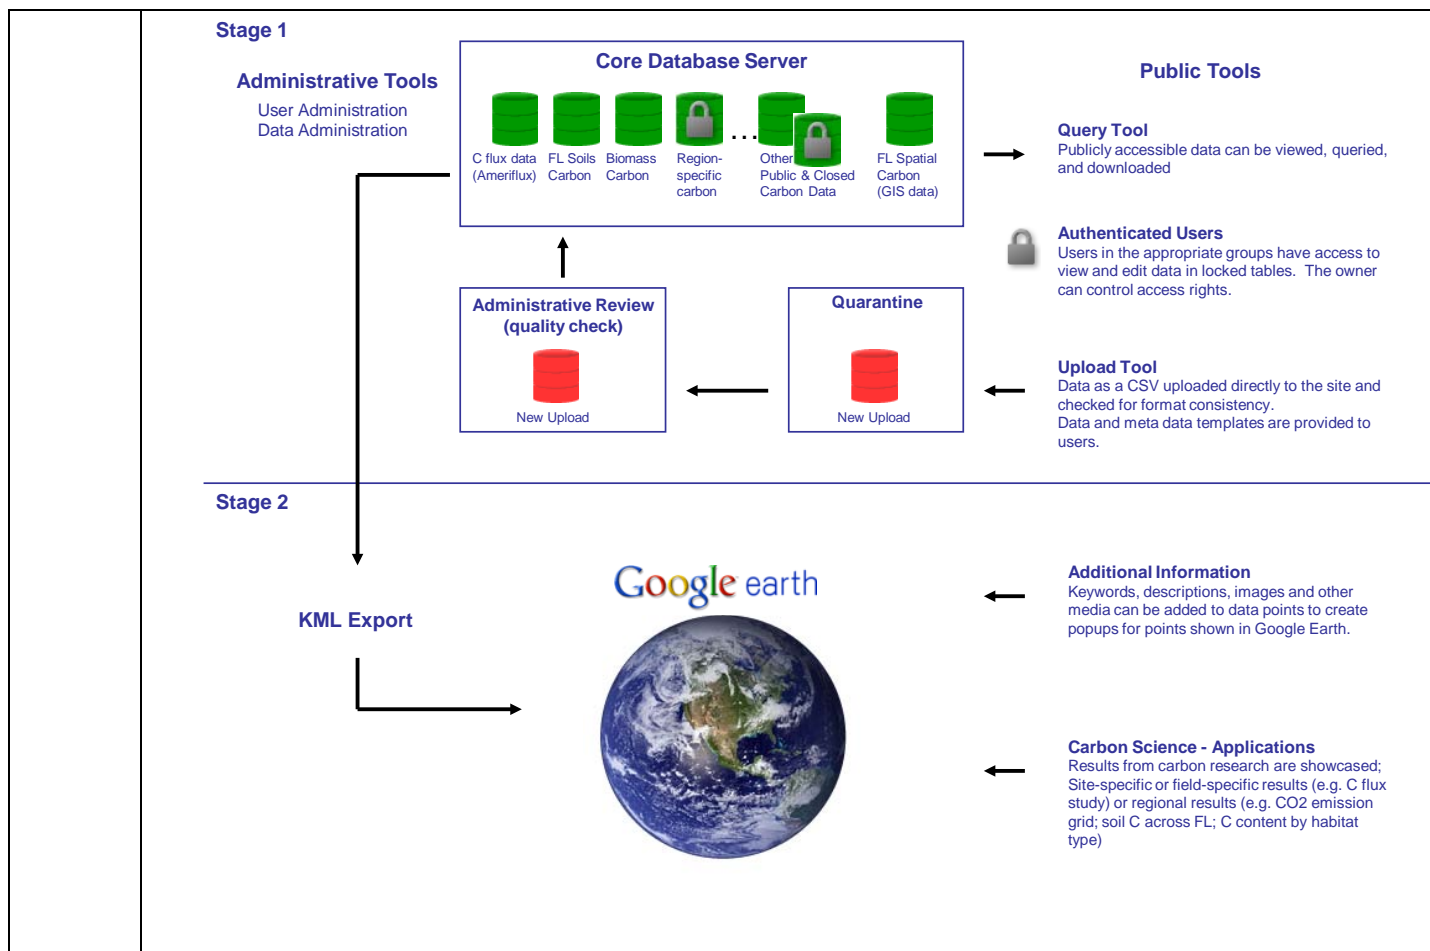 Stage 1
Administrative Tools
User Administration
Data Administration
Core Database Server
C flux data
(Ameriflux)
FL Soils
Carbon
Biomass
Carbon
Region-
specific
carbon
...
Other
Public & Closed
Carbon Data
FL Spatial
Carbon
(GIS data)
Public Tools
Query Tool
Publicly accessible data can be viewed, queried,
and downloaded
Authenticated Users
Users in the appropriate groups have access to
view and edit data in locked tables.  The owner
can control access rights.
Administrative Review
(quality check)
New Upload
Quarantine
New Upload
Upload Tool
Data as a CSV uploaded directly to the site and
checked for format consistency.
Data and meta data templates are provided to
users.
Stage 2
KML Export
Google earth
Additional Information
Keywords, descriptions, images and other
media can be added to data points to create
popups for points shown in Google Earth.
Carbon Science - Applications
Results from carbon research are showcased;
Site-specific or field-specific results (e.g. C flux
study) or regional results (e.g. CO2 emission
grid; soil C across FL; C content by habitat
type)